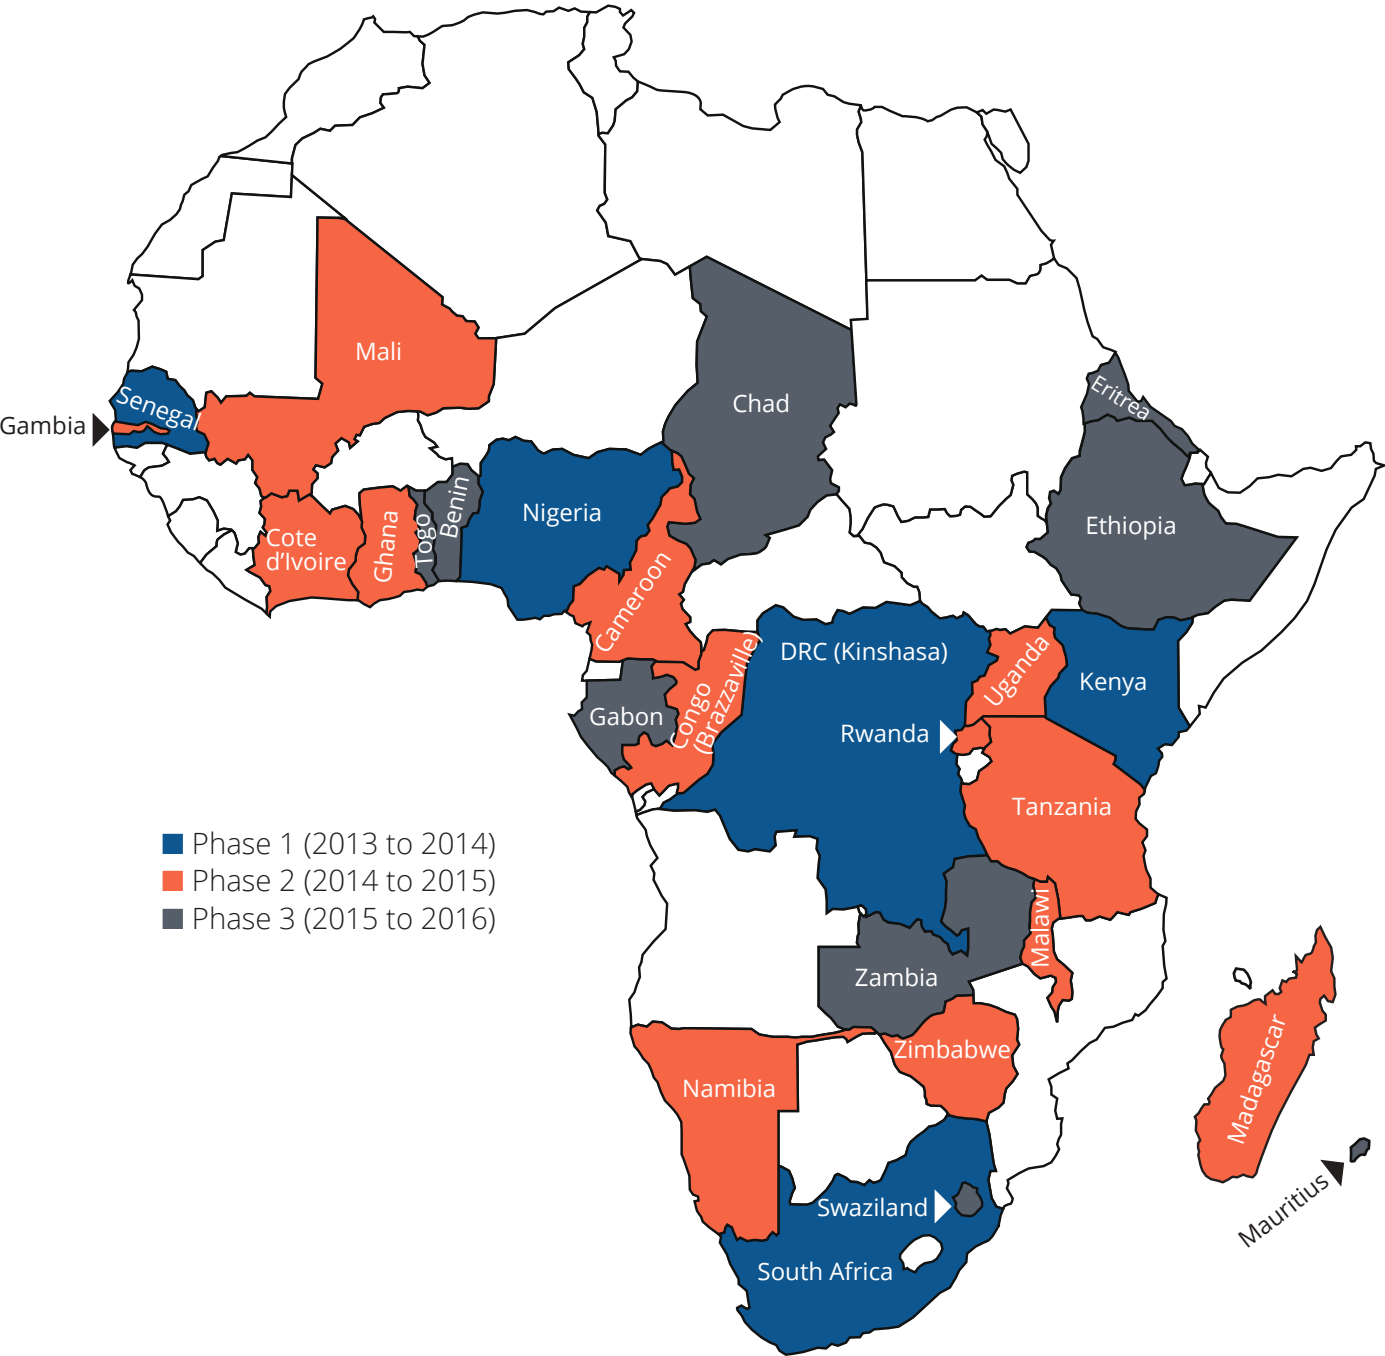 Mali
Chad
Eritrea
Senegal
Gambia
Nigeria
Ethiopia
Benin
Togo
Ghana
Cote
d’Ivoire
Cameroon
DRC (Kinshasa)
Uganda
Kenya
Gabon
Congo
(Brazzaville)
Rwanda
Tanzania
Phase 1 (2013 to 2014)
Phase 2 (2014 to 2015)
Phase 3 (2015 to 2016)
Malawi
Zambia
Zimbabwe
Namibia
Madagascar
Mauritius
Swaziland
South Africa